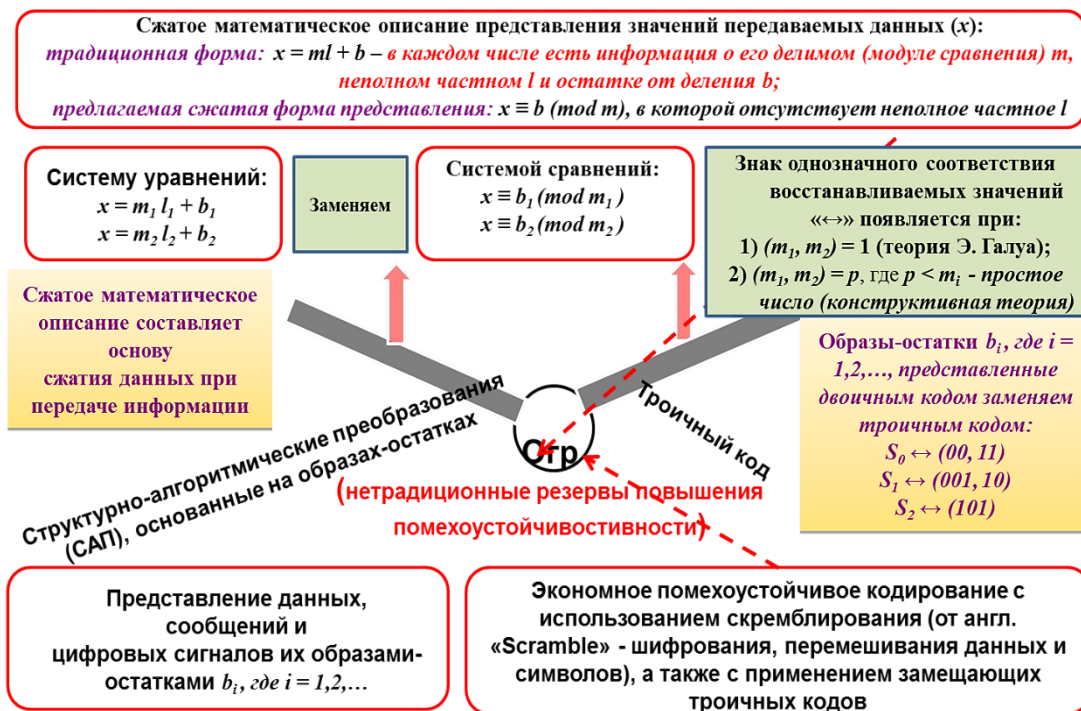 Сжатое математическое описание представления значений передаваемых данных (x):
традиционная форма: x = ml + b – в каждом числе есть информация о его делимом (модуле сравнения) m,
неполном частном l и остатке от деления b;
предлагаемая сжатая форма представления: x ≡ b (mod m), в которой отсутствует неполное частное l
Систему уравнений:
x = m₁ l₁ + b₁
x = m₂ l₂ + b₂
Заменяем
Системой сравнений:
x ≡ b₁ (mod m₁ )
x ≡ b₂ (mod m₂ )
Знак однозначного соответствия
восстанавливаемых значений
«↔» появляется при:
1) (m₁, m₂) = 1 (теория Э. Галуа);
2) (m₁, m₂) = p, где p < mᵢ - простое
число (конструктивная теория)
Сжатое математическое
описание составляет
основу
сжатия данных при
передаче информации
Образы-остатки bᵢ , где i =
1,2,…, представленные
двоичным кодом заменяем
троичным кодом:
S₀ ↔ (00, 11)
S₁ ↔ (001, 10)
S₂ ↔ (101)
Структурно-алгоритмические преобразования
(САП), основанные на образах-остатках
Троичный код
Сгр
(нетрадиционные резервы повышения
помехоустойчивостивности)
Представление данных,
сообщений и
цифровых сигналов их образами-
остатками bᵢ , где i = 1,2,…
Экономное помехоустойчивое кодирование с
использованием скремблирования (от англ.
«Scramble» - шифрования, перемешивания данных и
символов), а также с применением замещающих
троичных кодов